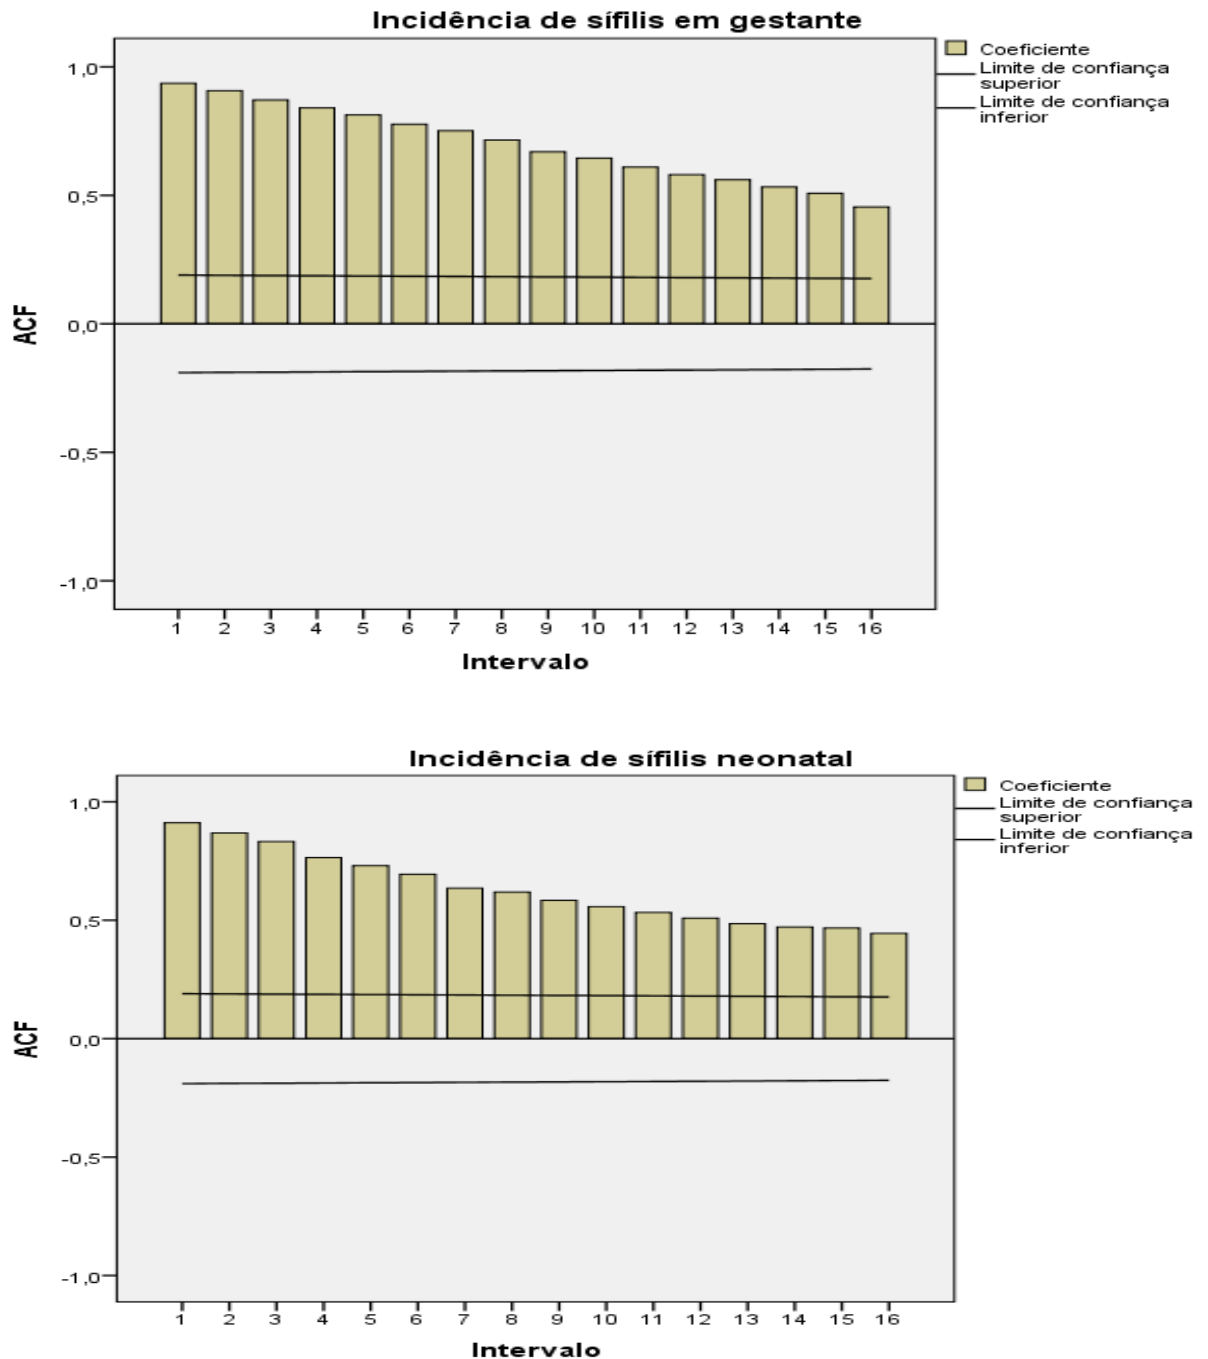 Incidência de sífilis em gestante
Coeficiente
Limite de confiança
superior
Limite de confiança
inferior
1,0
0,5
0,0
-0,5
-1,0
ACF
1 2 3 4 5 6 7 8 9 10 11 12 13 14 15 16
Intervalo
Incidência de sífilis neonatal
Coeficiente
Limite de confiança
superior
Limite de confiança
inferior
1,0
0,5
0,0
-0,5
-1,0
ACF
1 2 3 4 5 6 7 8 9 10 11 12 13 14 15 16
Intervalo